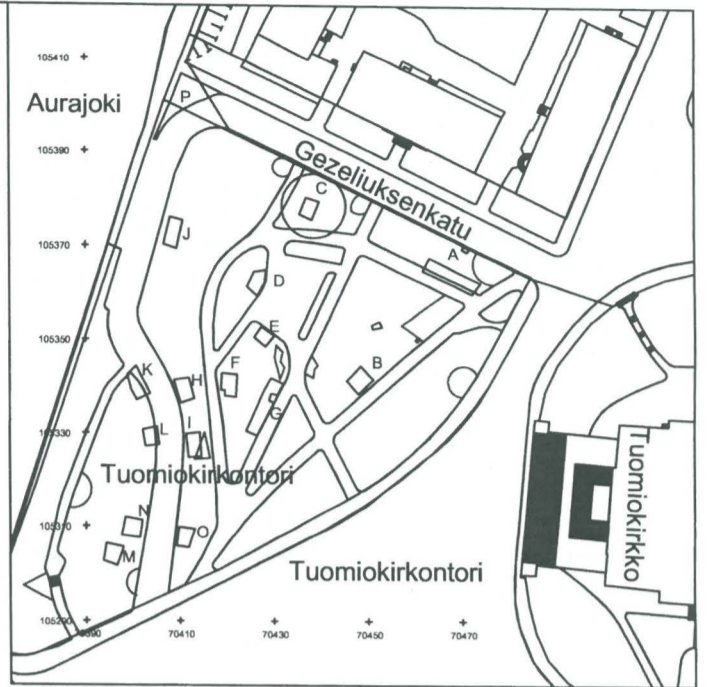 105410
Aurajoki
P
105390
Gezeliuksenkatu
C
J
105370
A
D
105350
E
K
H
F
B
G
105330
L
I
Tuomiokirkontori
Tuomiokirkko
N
105310
O
M
Tuomiokirkontori
105290
70390
70410
70430
70450
70470